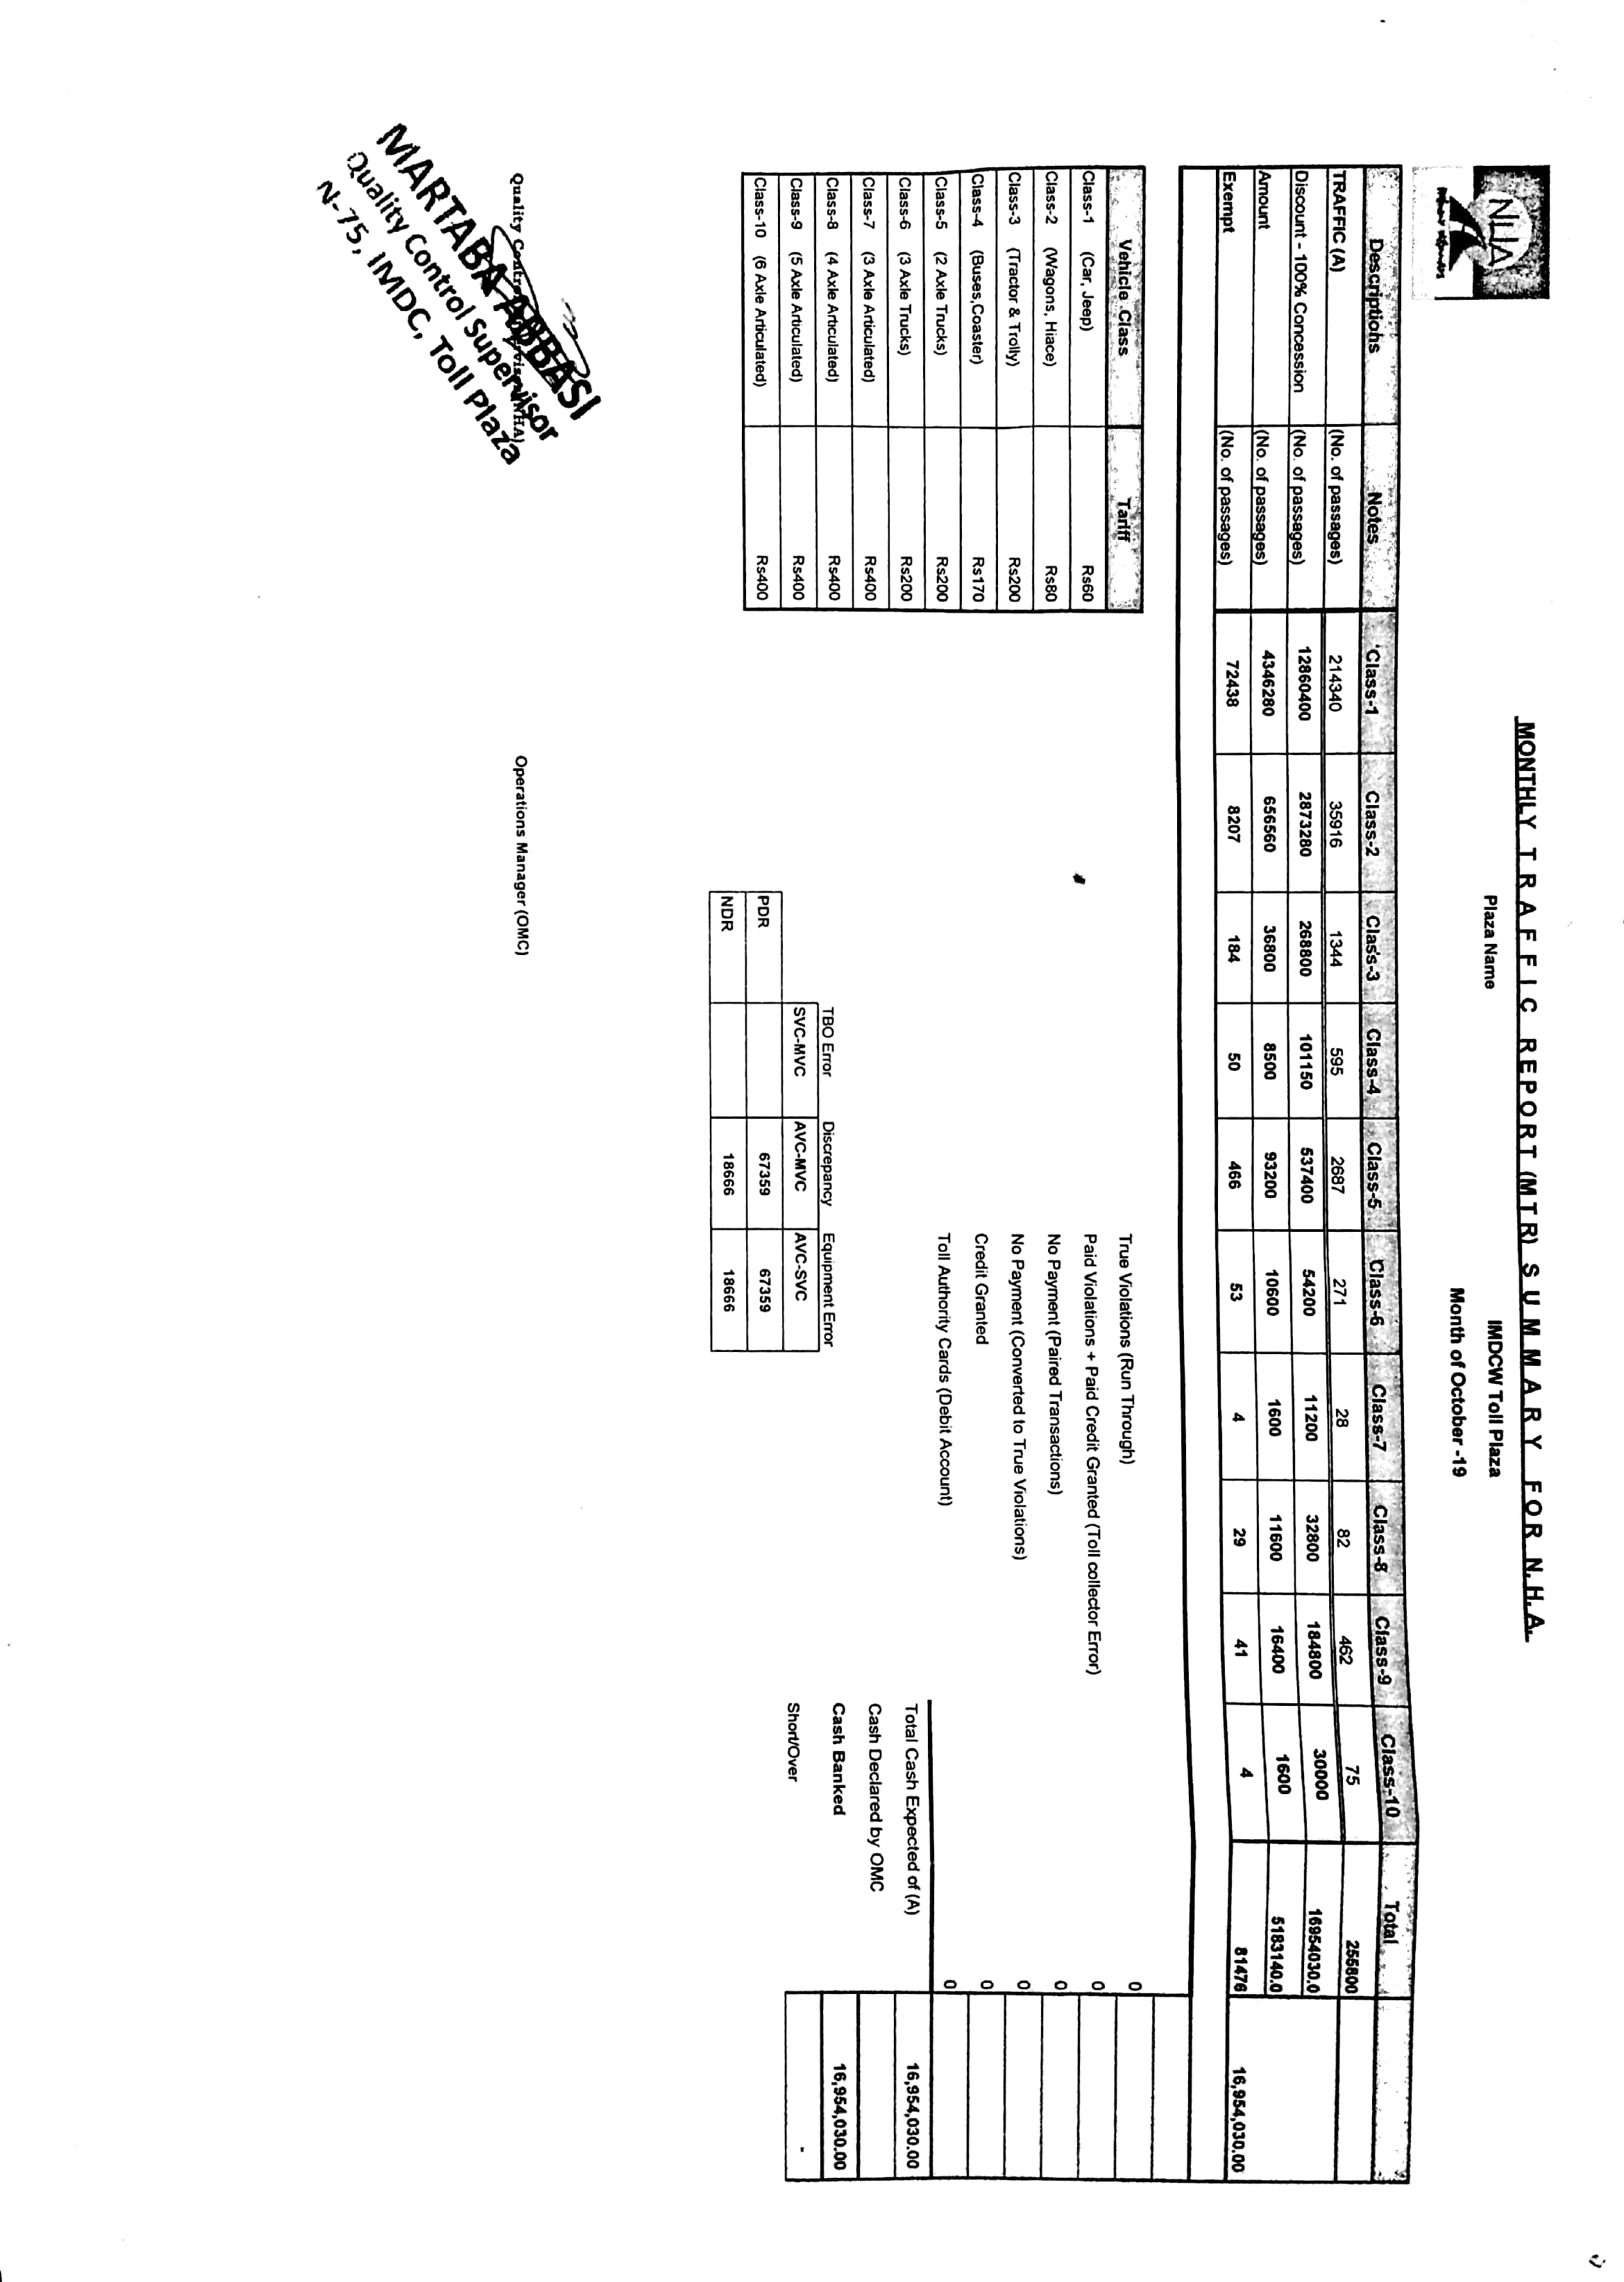 NHA
MONTHLY TRAFFIC REPORT (MTR) SUMMARY FOR N.H.A.
Plaza Name IMDCW Toll Plaza
Month of October -19
Descriptions Notes Class-1 Class-2 Class-3 Class-4 Class-5 Class-6 Class-7 Class-8 Class-9 Class-10 Total
TRAFFIC (A) (No. of passages) 214340 35916 1344 595 2687 271 28 82 462 75 255800
Discount - 100% Concession (No. of passages) 12860400 2873280 268800 101150 537400 54200 11200 32800 184800 30000 16954030.0
Amount (No. of passages) 4346280 656560 36800 8500 93200 10600 1600 11600 16400 1600 5183140.0
Exempt (No. of passages) 72438 8207 184 50 466 53 4 29 41 4 81476 16,954,030.00
Vehicle Class Tariff
Class-1 (Car, Jeep) Rs60
Class-2 (Wagons, Hiace) Rs80
Class-3 (Tractor & Trolly) Rs200
Class-4 (Buses,Coaster) Rs170
Class-5 (2 Axle Trucks) Rs200
Class-6 (3 Axle Trucks) Rs200
Class-7 (3 Axle Articulated) Rs400
Class-8 (4 Axle Articulated) Rs400
Class-9 (5 Axle Articulated) Rs400
Class-10 (6 Axle Articulated) Rs400
True Violations (Run Through) 0
Paid Violations + Paid Credit Granted (Toll collector Error) 0
No Payment (Paired Transactions) 0
No Payment (Converted to True Violations) 0
Credit Granted 0
Toll Authority Cards (Debit Account) 0
Total Cash Expected of (A) 16,954,030.00
Cash Declared by OMC
Cash Banked 16,954,030.00
Short/Over -
TBO Error Discrepancy Equipment Error
SVC-MVC AVC-MVC AVC-SVC
PDR 67359 67359
NDR 18666 18666
Quality Control Supervisor (NHA)
Operations Manager (OMC)
MARTABA ABBASI
Quality Control Supervisor
N-75, IMDC, Toll Plaza